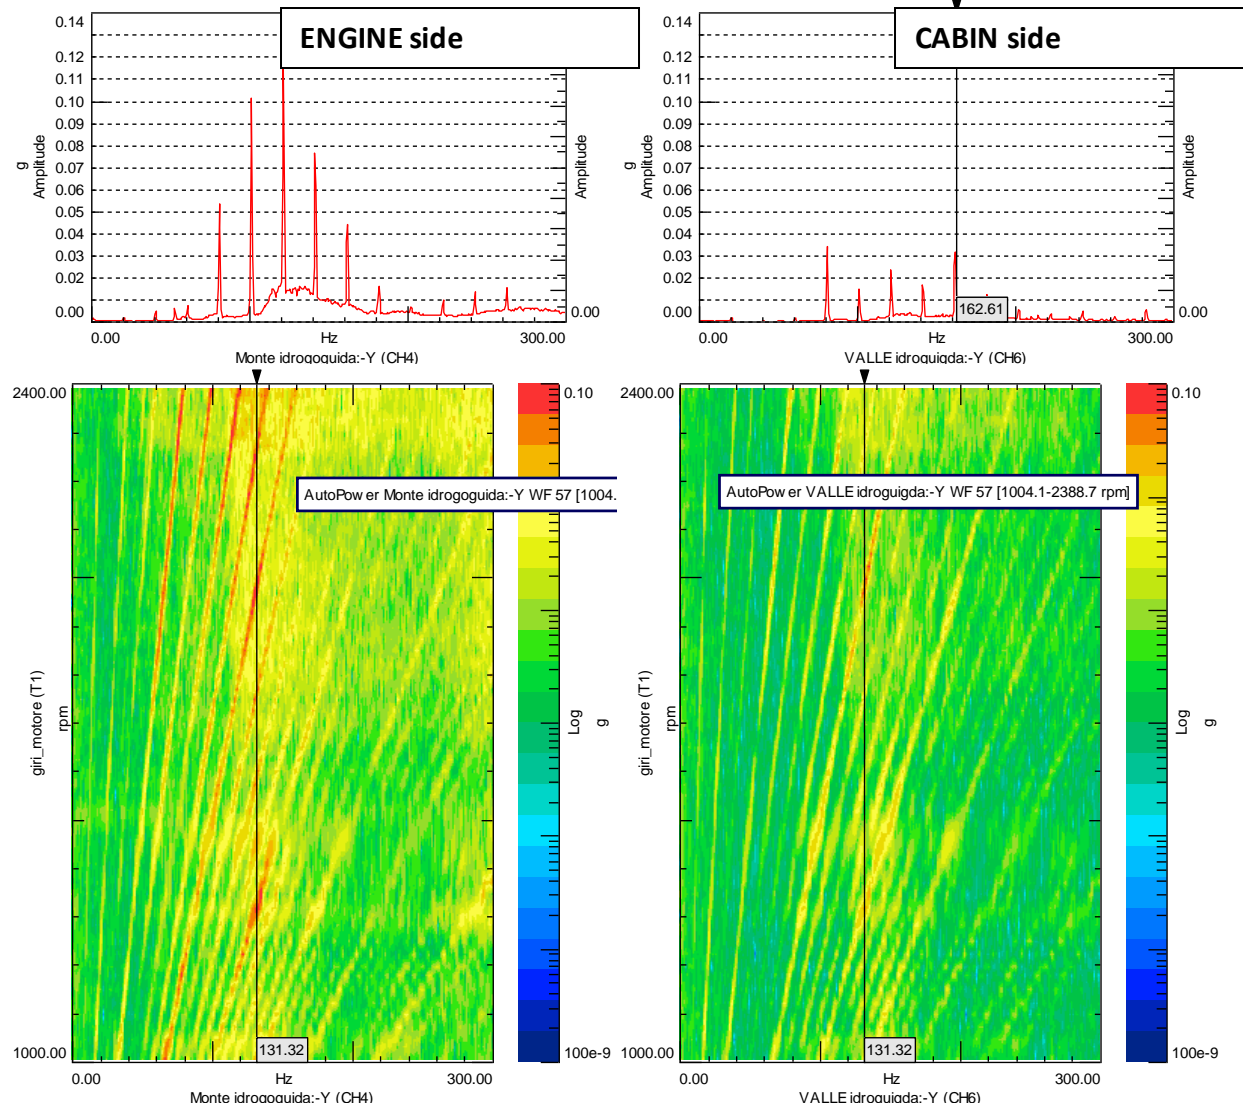 ENGINE side
CABIN side
0.14
0.12
0.11
0.10
0.09
0.08
0.07
0.06
0.05
0.04
0.03
0.02
0.00
g
Amplitude
Amplitude
0.00
0.00
Hz
300.00
Monte idrogoguida:-Y (CH4)
0.14
0.12
0.11
0.10
0.09
0.08
0.07
0.06
0.05
0.04
0.03
0.02
0.00
g
Amplitude
Amplitude
0.00
162.61
0.00
Hz
300.00
VALLE idroiguida:-Y (CH6)
2400.00
giri_motore (T1)
rpm
1000.00
AutoPower Monte idrogoguida:-Y WF 57 [1004.
131.32
0.00
Hz
300.00
Monte idrogoguida:-Y (CH4)
0.10
Log
g
100e-9
2400.00
giri_motore (T1)
rpm
1000.00
AutoPower VALLE idroguigda:-Y WF 57 [1004.1-2388.7 rpm]
131.32
0.00
Hz
300.00
VALLE idroguigda:-Y (CH6)
0.10
Log
g
100e-9